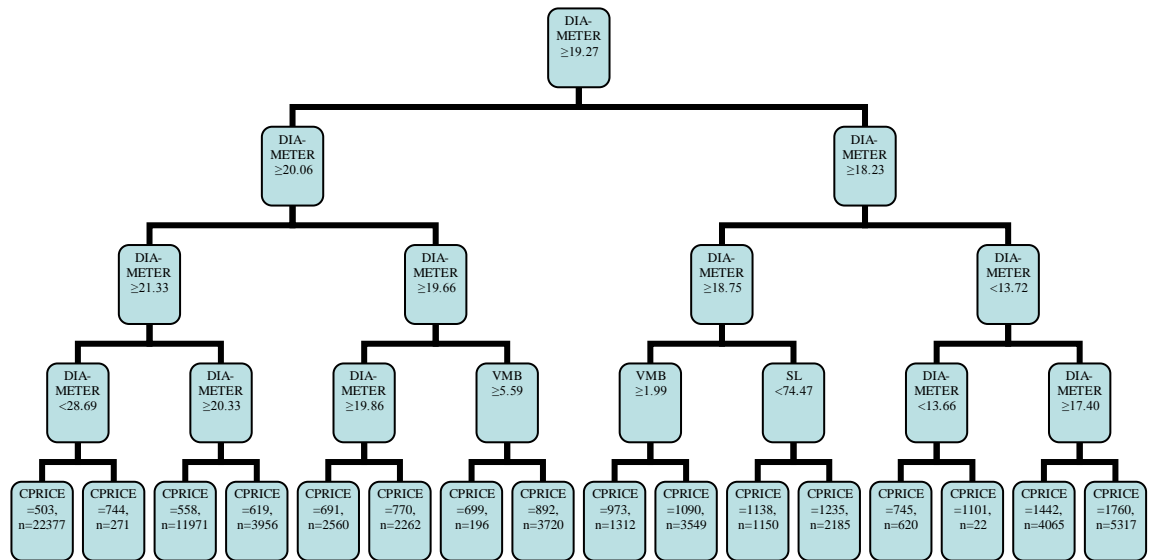 DIA-
METER
≥19.27
DIA-
METER
≥20.06
DIA-
METER
≥18.23
DIA-
METER
≥21.33
DIA-
METER
≥19.66
DIA-
METER
≥18.75
DIA-
METER
<13.72
DIA-
METER
<28.69
DIA-
METER
≥20.33
DIA-
METER
≥19.86
VMB
≥5.59
VMB
≥1.99
SL
<74.47
DIA-
METER
<13.66
DIA-
METER
≥17.40
CPRICE
=503,
n=22377
CPRICE
=744,
n=271
CPRICE
=558,
n=11971
CPRICE
=619,
n=3956
CPRICE
=691,
n=2560
CPRICE
=770,
n=2262
CPRICE
=699,
n=196
CPRICE
=892,
n=3720
CPRICE
=973,
n=1312
CPRICE
=1090,
n=3549
CPRICE
=1138,
n=1150
CPRICE
=1235,
n=2185
CPRICE
=745,
n=620
CPRICE
=1101,
n=22
CPRICE
=1442,
n=4065
CPRICE
=1760,
n=5317